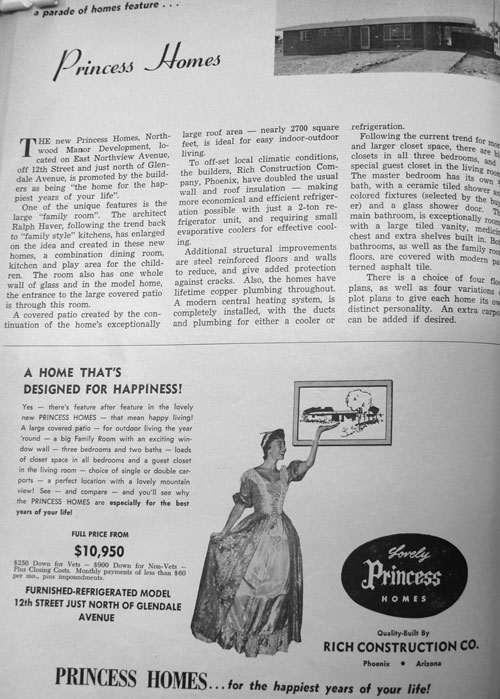 a parade of homes feature . . .
Princess Homes
THE new Princess Homes, North-
wood Manor Development, lo-
cated on East Northview Avenue,
off 12th Street and just north of Glen-
dale Avenue, is promoted by the build-
ers as being "the home for the hap-
piest years of your life".
One of the unique features is the
large "family room". The architect
Ralph Haver, following the trend back
to "family style" kitchens, has enlarged
on the idea and created in these new
homes, a combination dining room,
kitchen and play area for the child-
ren. The room also has one whole
wall of glass and in the model home,
the entrance to the large covered patio
is through this room.
A covered patio created by the con-
tinuation of the home's exceptionally
large roof area — nearly 2700 square
feet, is ideal for easy indoor-outdoor
living.
To off-set local climatic conditions,
the builders, Rich Construction Com-
pany, Phoenix, have doubled the usual
wall and roof insulation — making
more economical and efficient refriger-
ation possible with just a 2-ton re-
frigerator unit, and requiring small
evaporative coolers for effective cool-
ing.
Additional structural improvements
are steel reinforced floors and walls
to reduce, and give added protection
against cracks. Also, the homes have
lifetime copper plumbing throughout.
A modern central heating system, is
completely installed, with the ducts
and plumbing for either a cooler or
refrigeration.
Following the current trend for more
and larger closet space, there are
closets in all three bedrooms, and
special guest closet in the living room
The master bedroom has its own
bath, with a ceramic tiled shower
colored fixtures (selected by the buy-
er) and a glass shower door.
main bathroom, is exceptionally
with a large tiled vanity, medicine
chest and extra shelves built in.
bathrooms, as well as the family room
floors, are covered with modern pat-
terned asphalt tile.
There is a choice of four floor
plans, as well as four variations
plot plans to give each home its own
distinct personality. An extra carport
can be added if desired.
A HOME THAT'S
DESIGNED FOR HAPPINESS!
Yes — there's feature after feature in the lovely
new PRINCESS HOMES — that mean happy living!
A large covered patio — for outdoor living the year
'round — a big Family Room with an exciting win-
dow wall — three bedrooms and two baths — loads
of closet space in all bedrooms and a guest closet
in the living room — choice of single or double car-
ports — a perfect location with a lovely mountain
view! See — and compare — and you'll see why
the PRINCESS HOMES are especially for the best
years of your life!
FULL PRICE FROM
$10,950
$250 Down for Vets — $900 Down for Non-Vets —
Plus Closing Costs. Monthly payments of less than $60
per mo., plus impoundments.
FURNISHED-REFRIGERATED MODEL
12th STREET JUST NORTH OF GLENDALE
AVENUE
Lovely
Princess
HOMES
Quality-Built By
RICH CONSTRUCTION CO.
Phoenix • Arizona
PRINCESS HOMES . . . for the happiest years of your life!